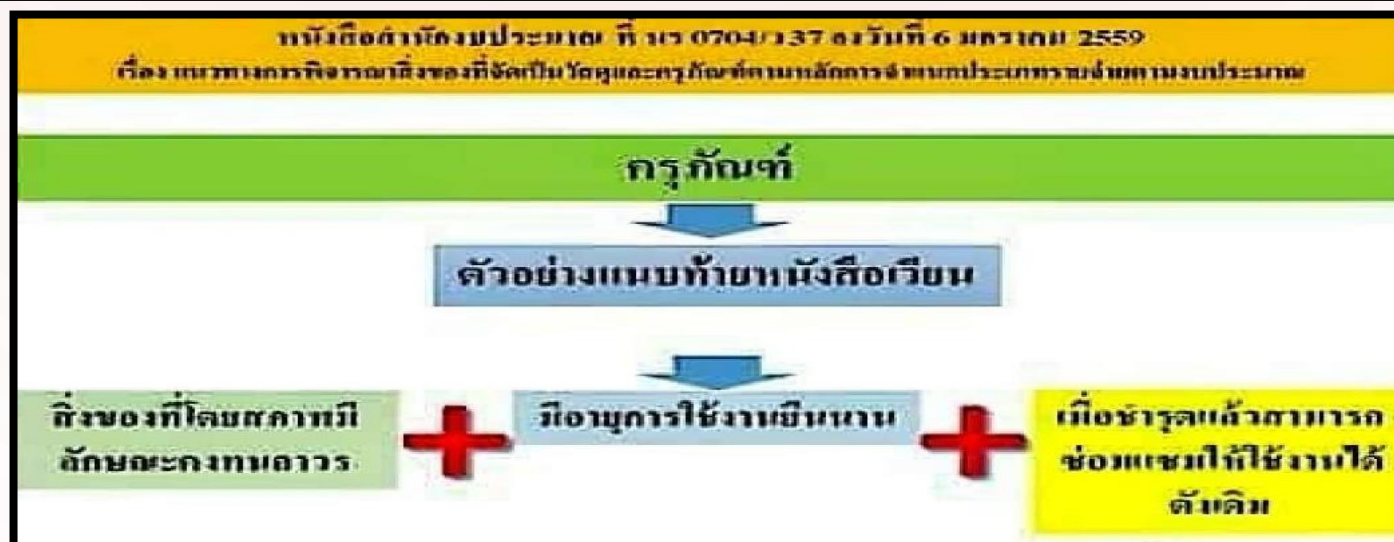 หนังสือสำนักงบประมาณ ที่ นร 0704/ว37 ลงวันที่ 6 มกราคม 2559
เรื่อง แนวทางการพิจารณาสิ่งของที่จัดเป็นวัสดุและครุภัณฑ์ตามหลักการจำแนกประเภทรายจ่ายตามงบประมาณ
ครุภัณฑ์
ตัวอย่างแนบท้ายหนังสือเวียน
สิ่งของที่โดยสภาพมี
ลักษณะคงทนถาวร
มีอายุการใช้งานยืนนาน
เมื่อชำรุดแล้วสามารถ
ซ่อมแซมให้ใช้งานได้
ดังเดิม